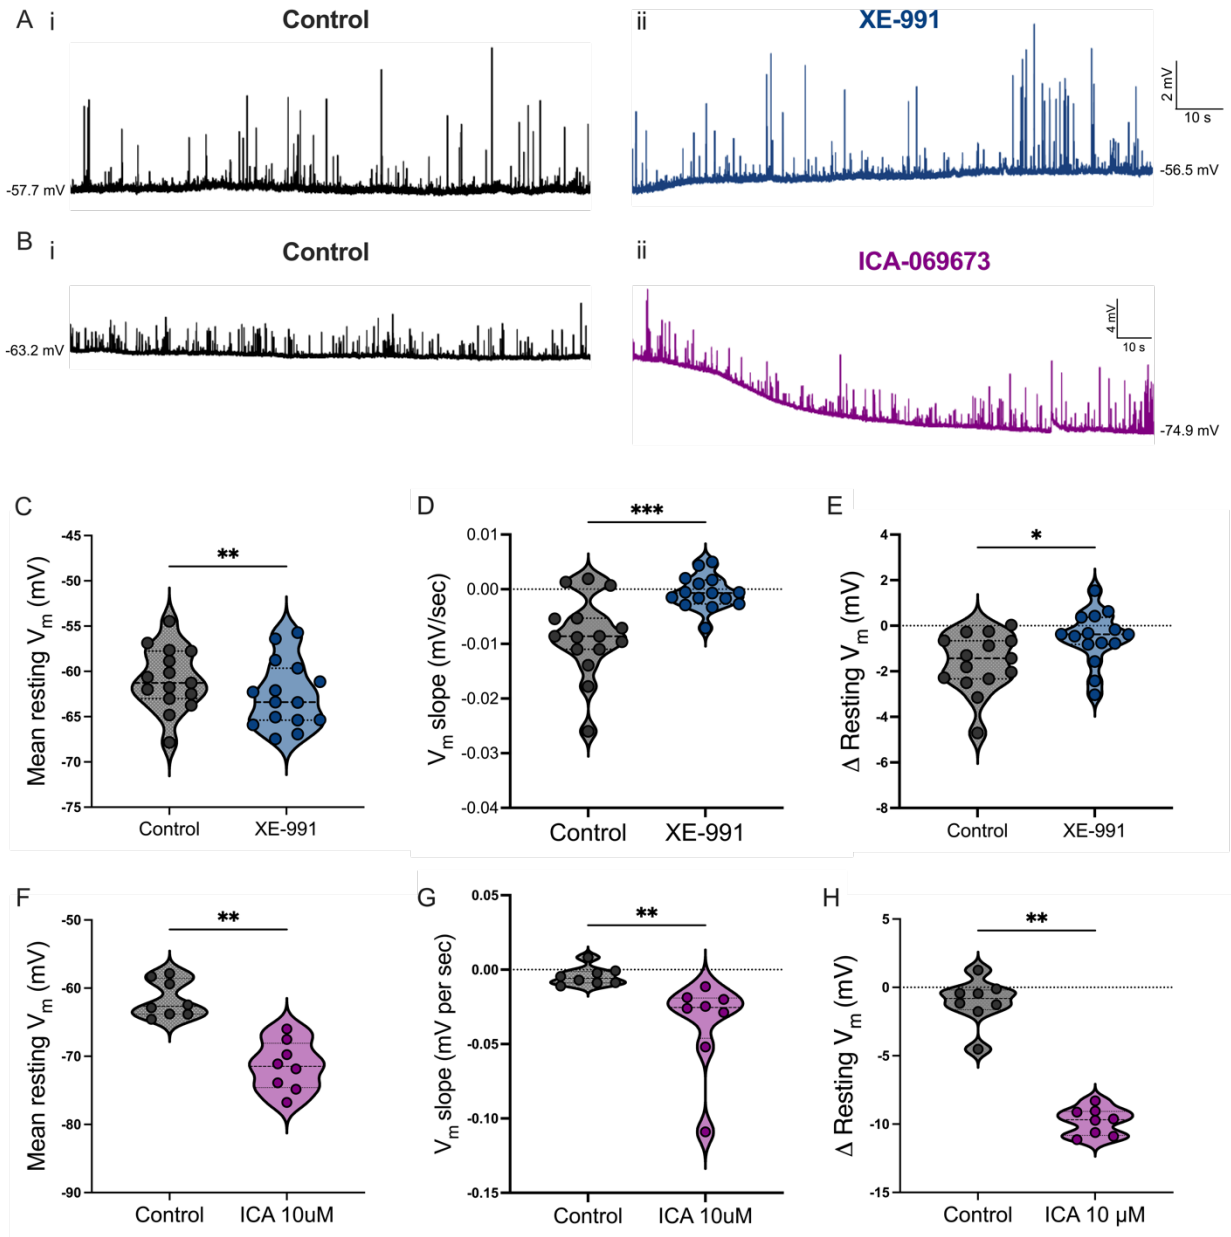 A i Control ii XE-991
2 mV
10 s
-57.7 mV
-56.5 mV
B i Control ii ICA-069673
4 mV
10 s
-63.2 mV
-74.9 mV
C
Mean resting Vm (mV)
-45
-50
-55
-60
-65
-70
-75
**
Control XE-991
D
Vm slope (mV/sec)
0.01
0.00
-0.01
-0.02
-0.03
-0.04
***
Control XE-991
E
Δ Resting Vm (mV)
4
2
0
-2
-4
-6
-8
*
Control XE-991
F
Mean resting Vm (mV)
-50
-60
-70
-80
-90
**
Control ICA 10uM
G
Vm slope (mV per sec)
0.05
0.00
-0.05
-0.10
-0.15
**
Control ICA 10uM
H
Δ Resting Vm (mV)
5
0
-5
-10
-15
**
Control ICA 10 µM